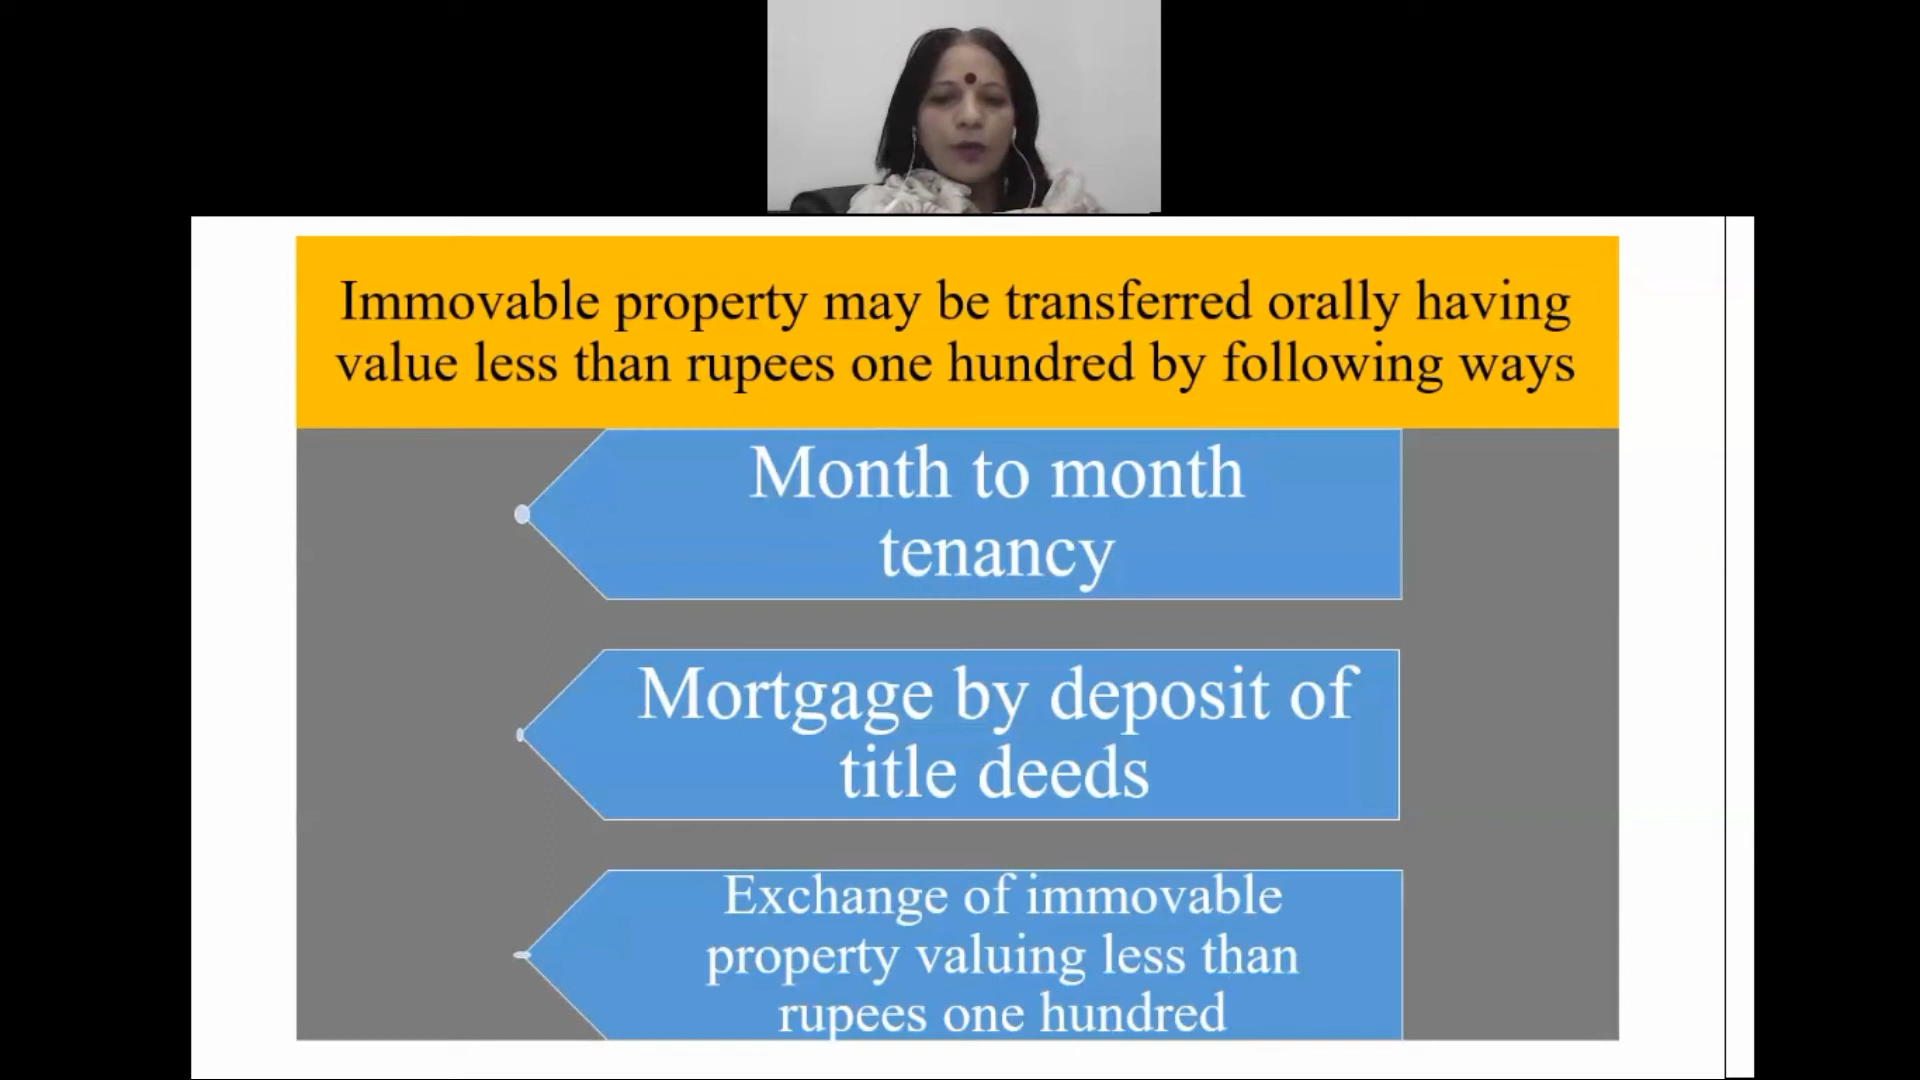 Immovable property may be transferred orally having
value less than rupees one hundred by following ways
Month to month
tenancy
Mortgage by deposit of
title deeds
Exchange of immovable
property valuing less than
rupees one hundred